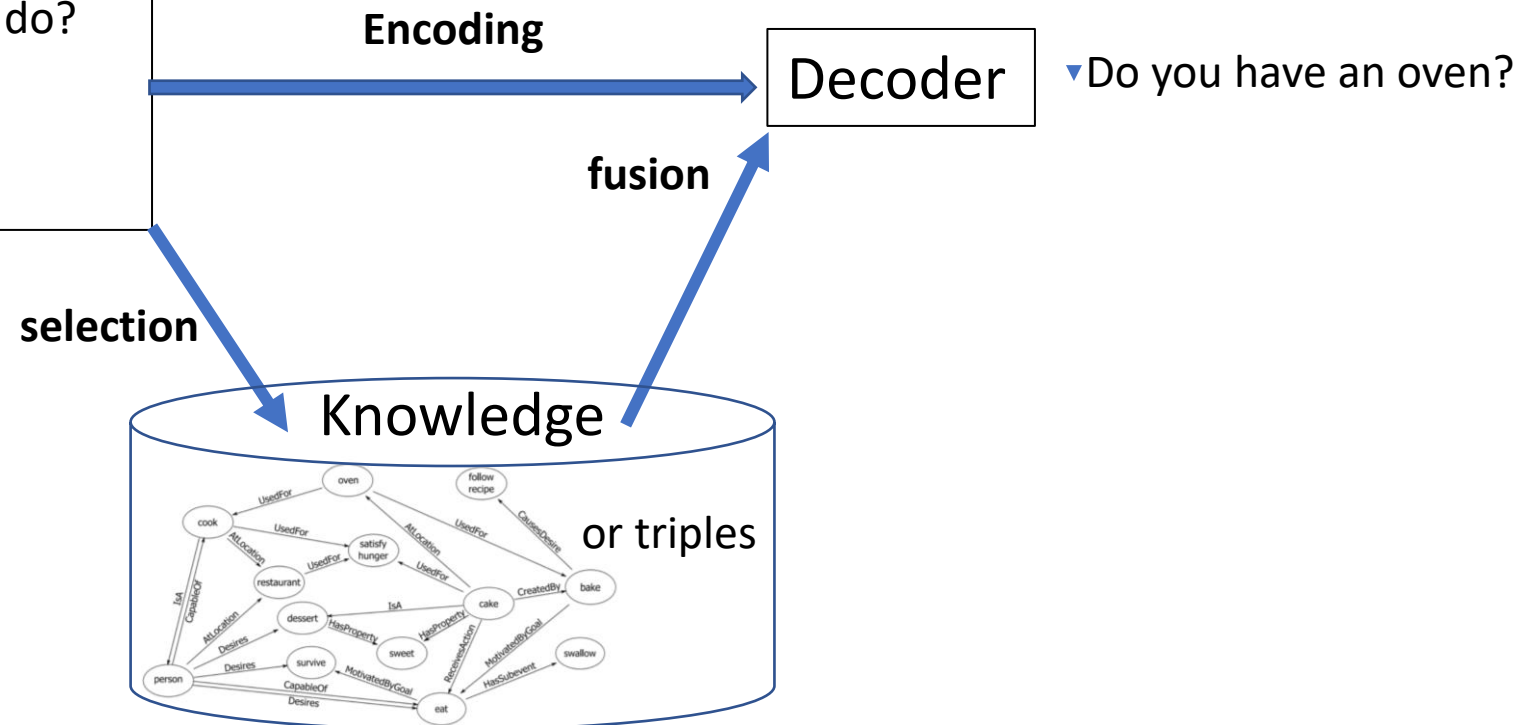 do?
Encoding
Decoder
Do you have an oven?
fusion
selection
Knowledge
or triples
oven
follow
recipe
UsedFor
cook
UsedFor
AtLocation
UsedFor
CausesDesire
AtLocation
satisfy
hunger
UsedFor
UsedFor
restaurant
IsA
CapableOf
cake
CreatedBy
bake
IsA
dessert
AtLocation
HasProperty
HasProperty
Desires
sweet
ReceivesAction
MotivatedByGoal
swallow
Desires
survive
MotivatedByGoal
HasSubevent
person
CapableOf
Desires
eat